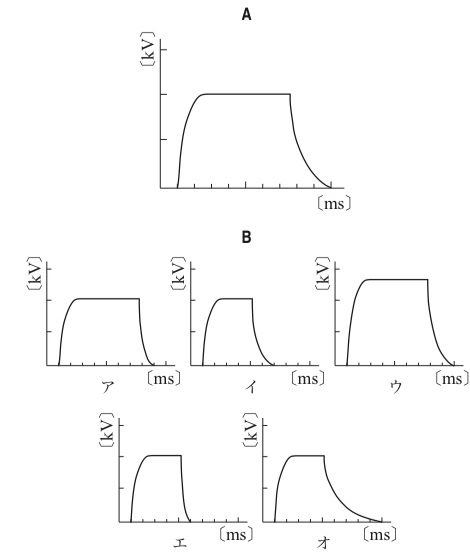 A
〔kV〕
〔ms〕
B
〔kV〕 〔kV〕 〔kV〕
〔ms〕 〔ms〕 〔ms〕
ア イ ウ
〔kV〕 〔kV〕
〔ms〕 〔ms〕
エ オ